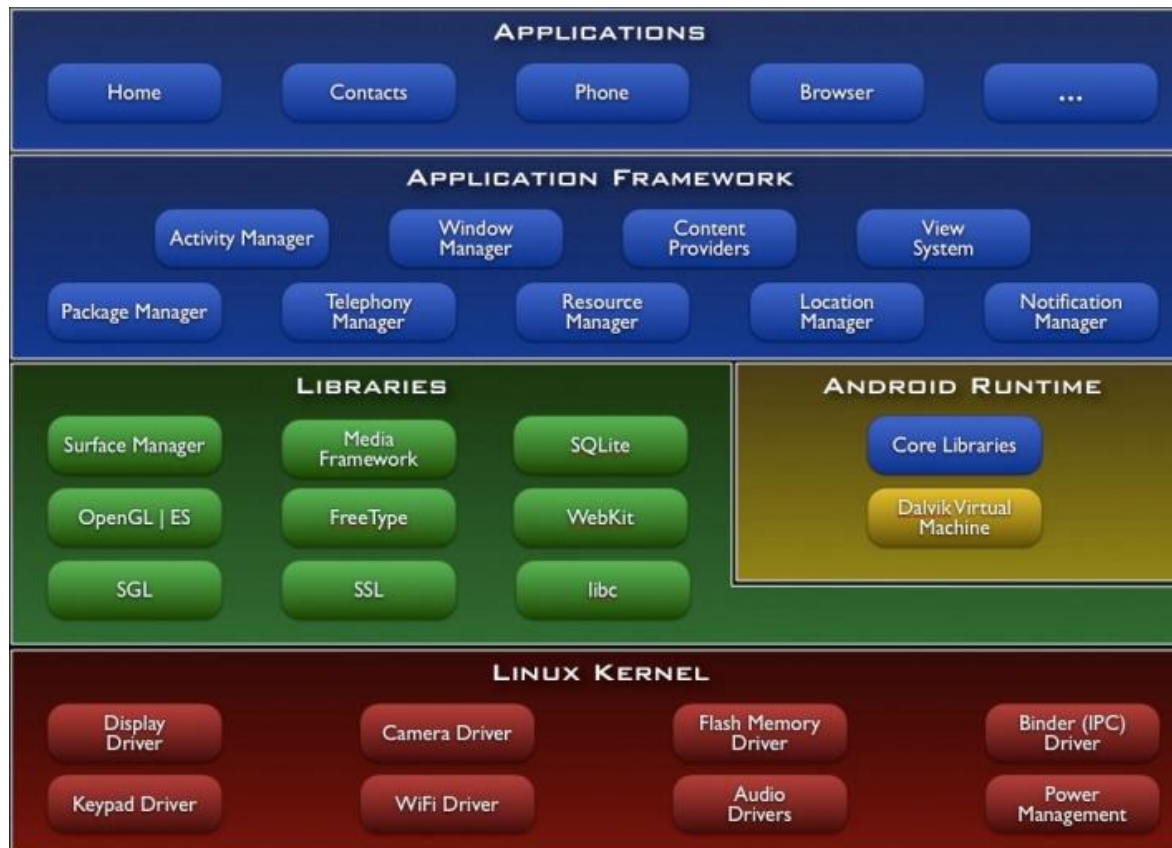 APPLICATIONS
Home
Contacts
Phone
Browser
...
APPLICATION FRAMEWORK
Activity Manager
Window
Manager
Content
Providers
View
System
Package Manager
Telephony
Manager
Resource
Manager
Location
Manager
Notification
Manager
LIBRARIES
Surface Manager
Media
Framework
SQLite
OpenGL | ES
FreeType
WebKit
SGL
SSL
libc
ANDROID RUNTIME
Core Libraries
Dalvik Virtual
Machine
LINUX KERNEL
Display
Driver
Camera Driver
Flash Memory
Driver
Binder (IPC)
Driver
Keypad Driver
WiFi Driver
Audio
Drivers
Power
Management